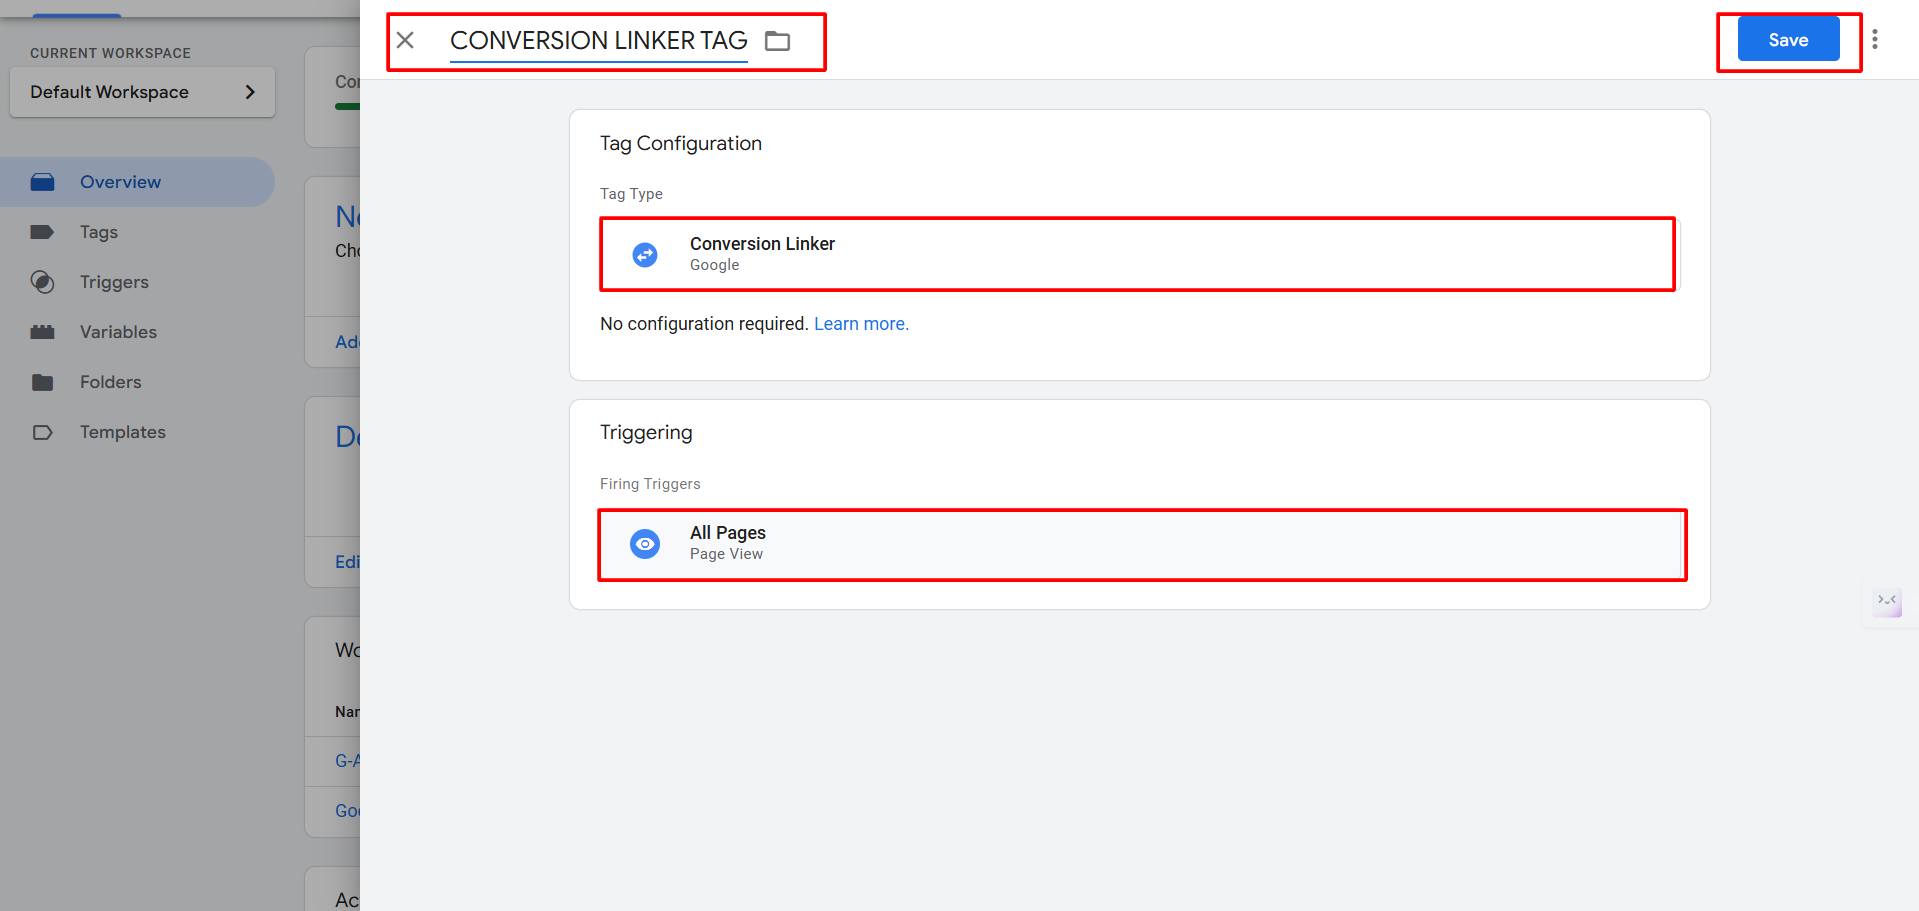 CURRENT WORKSPACE
Default Workspace
Overview
Tags
Triggers
Variables
Folders
Templates
CONVERSION LINKER TAG
Save
Tag Configuration
Tag Type
Conversion Linker
Google
No configuration required. Learn more.
Triggering
Firing Triggers
All Pages
Page View